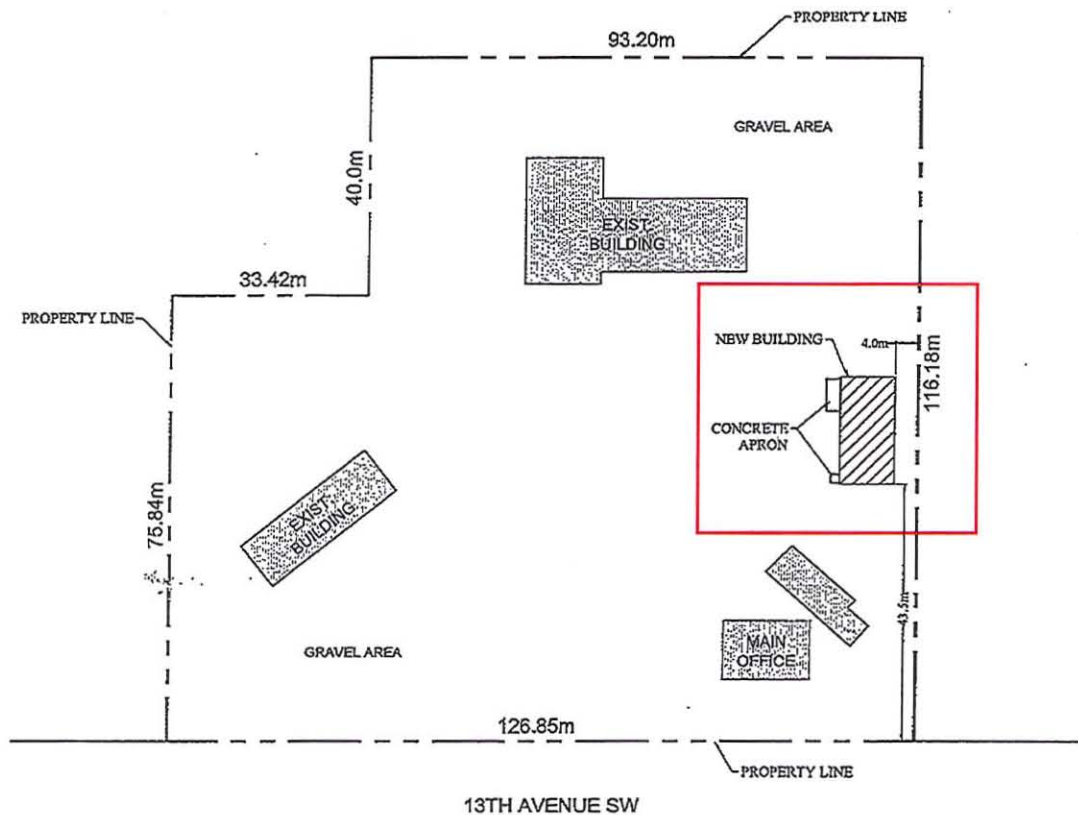 PROPERTY LINE
93.20m
GRAVEL AREA
40.0m
EXIST.
BUILDING
33.42m
PROPERTY LINE
NEW BUILDING
4.0m
116.18m
CONCRETE
APRON
75.84m
EXIST.
BUILDING
43.5m
MAIN
OFFICE
GRAVEL AREA
126.85m
PROPERTY LINE
13TH AVENUE SW